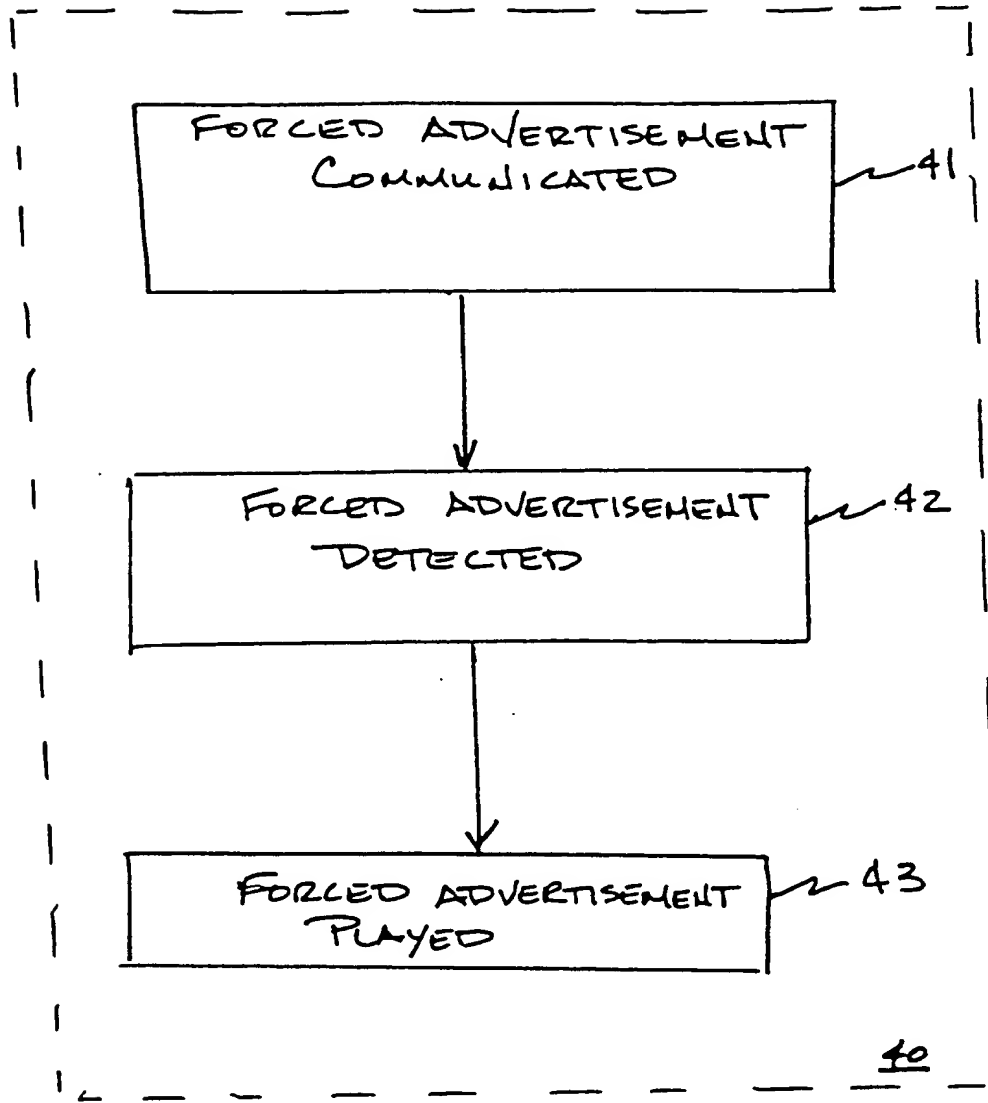 FORCED ADVERTISEMENT
COMMUNICATED
41
FORCED ADVERTISEMENT
DETECTED
42
FORCED ADVERTISEMENT
PLAYED
43
40